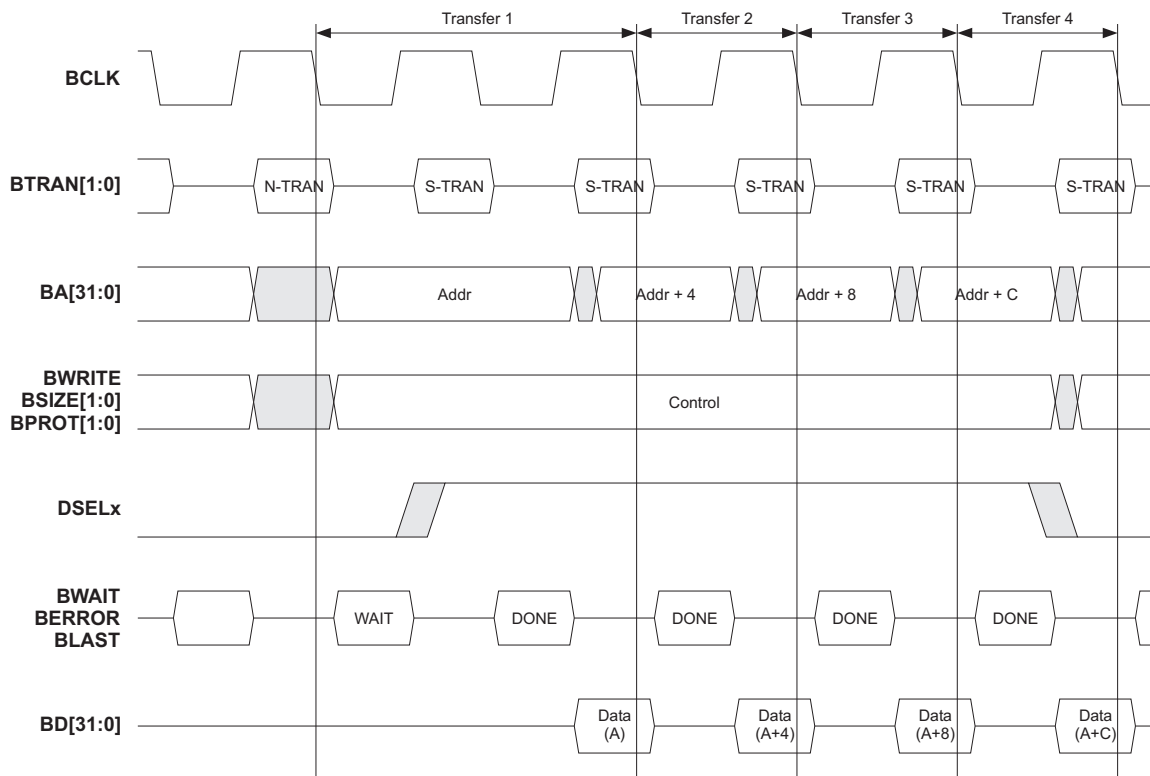 Transfer 1 Transfer 2 Transfer 3 Transfer 4
BCLK
BTRAN[1:0] N-TRAN S-TRAN S-TRAN S-TRAN S-TRAN S-TRAN
BA[31:0] Addr Addr + 4 Addr + 8 Addr + C
BWRITE
BSIZE[1:0] Control
BPROT[1:0]
DSELx
BWAIT
BERROR WAIT DONE DONE DONE DONE
BLAST
BD[31:0] Data Data Data Data
(A) (A+4) (A+8) (A+C)